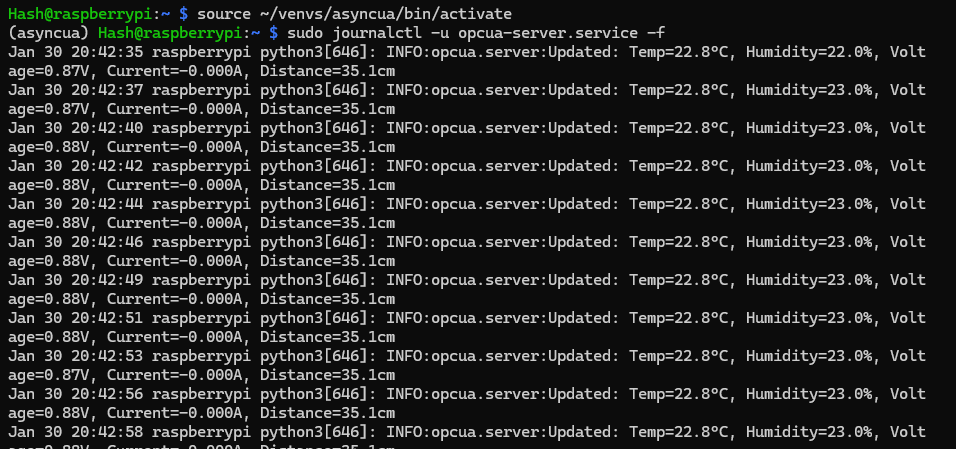 Hash@raspberrypi:~ $ source ~/venvs/asyncua/bin/activate
(asyncua) Hash@raspberrypi:~ $ sudo journalctl -u opcua-server.service -f
Jan 30 20:42:35 raspberrypi python3[646]: INFO:opcua.server:Updated: Temp=22.8°C, Humidity=22.0%, Volt
age=0.87V, Current=-0.000A, Distance=35.1cm
Jan 30 20:42:37 raspberrypi python3[646]: INFO:opcua.server:Updated: Temp=22.8°C, Humidity=23.0%, Volt
age=0.87V, Current=-0.000A, Distance=35.1cm
Jan 30 20:42:40 raspberrypi python3[646]: INFO:opcua.server:Updated: Temp=22.8°C, Humidity=23.0%, Volt
age=0.88V, Current=-0.000A, Distance=35.1cm
Jan 30 20:42:42 raspberrypi python3[646]: INFO:opcua.server:Updated: Temp=22.8°C, Humidity=23.0%, Volt
age=0.88V, Current=-0.000A, Distance=35.1cm
Jan 30 20:42:44 raspberrypi python3[646]: INFO:opcua.server:Updated: Temp=22.8°C, Humidity=23.0%, Volt
age=0.88V, Current=-0.000A, Distance=35.1cm
Jan 30 20:42:46 raspberrypi python3[646]: INFO:opcua.server:Updated: Temp=22.8°C, Humidity=23.0%, Volt
age=0.88V, Current=-0.000A, Distance=35.1cm
Jan 30 20:42:49 raspberrypi python3[646]: INFO:opcua.server:Updated: Temp=22.8°C, Humidity=23.0%, Volt
age=0.88V, Current=-0.000A, Distance=35.1cm
Jan 30 20:42:51 raspberrypi python3[646]: INFO:opcua.server:Updated: Temp=22.8°C, Humidity=23.0%, Volt
age=0.88V, Current=-0.000A, Distance=35.1cm
Jan 30 20:42:53 raspberrypi python3[646]: INFO:opcua.server:Updated: Temp=22.8°C, Humidity=23.0%, Volt
age=0.87V, Current=-0.000A, Distance=35.1cm
Jan 30 20:42:56 raspberrypi python3[646]: INFO:opcua.server:Updated: Temp=22.8°C, Humidity=23.0%, Volt
age=0.88V, Current=-0.000A, Distance=35.1cm
Jan 30 20:42:58 raspberrypi python3[646]: INFO:opcua.server:Updated: Temp=22.8°C, Humidity=23.0%, Volt